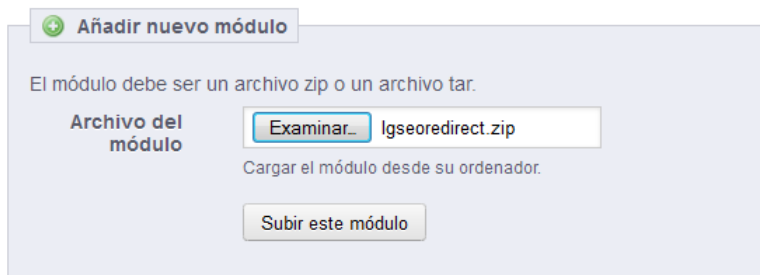 Añadir nuevo módulo
El módulo debe ser un archivo zip o un archivo tar.
Archivo del
módulo
Examinar... lgseoredirect.zip
Cargar el módulo desde su ordenador.
Subir este módulo